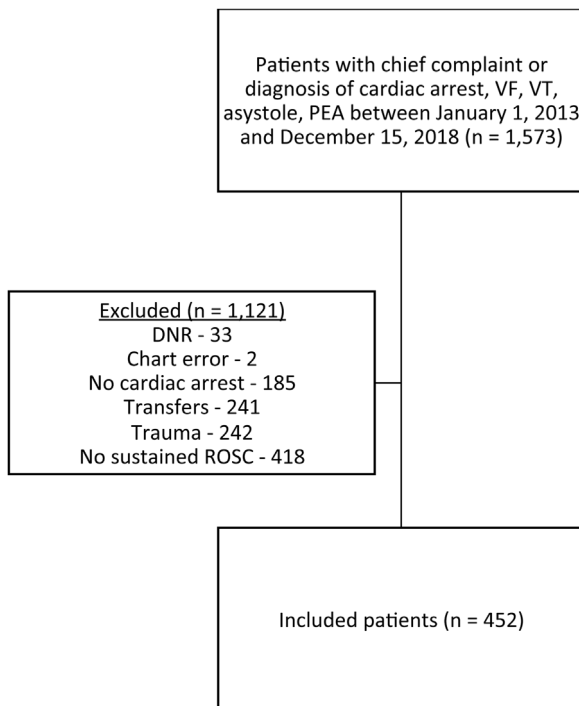 Patients with chief complaint or
diagnosis of cardiac arrest, VF, VT,
asystole, PEA between January 1, 2013
and December 15, 2018 (n = 1,573)
Excluded (n = 1,121)
DNR - 33
Chart error - 2
No cardiac arrest - 185
Transfers - 241
Trauma - 242
No sustained ROSC - 418
Included patients (n = 452)